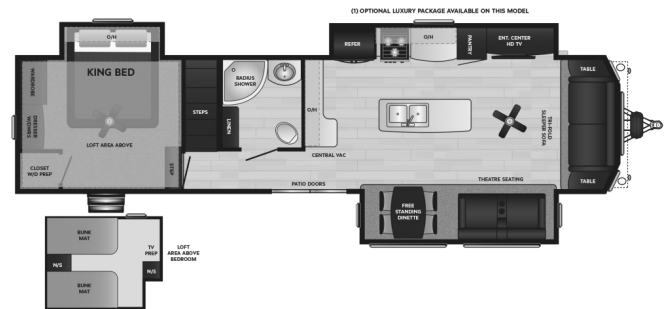 (1) OPTIONAL LUXURY PACKAGE AVAILABLE ON THIS MODEL
O/H
REFER
O/H
PANTRY
ENT. CENTER
HD TV
WARDROBE
KING BED
RADIUS
SHOWER
TABLE
DRESSER
W/DWDS
STEPS
LINEN
O/H
TRI-FOLD
SLEEPER SOFA
LOFT AREA ABOVE
CENTRAL VAC
CLOSET
W/D PREP
STEP
PATIO DOORS
THEATRE SEATING
TABLE
FREE
STANDING
DINETTE
BUNK
MAT
TV
PREP
LOFT
AREA ABOVE
BEDROOM
N/S
N/S
BUNK
MAT